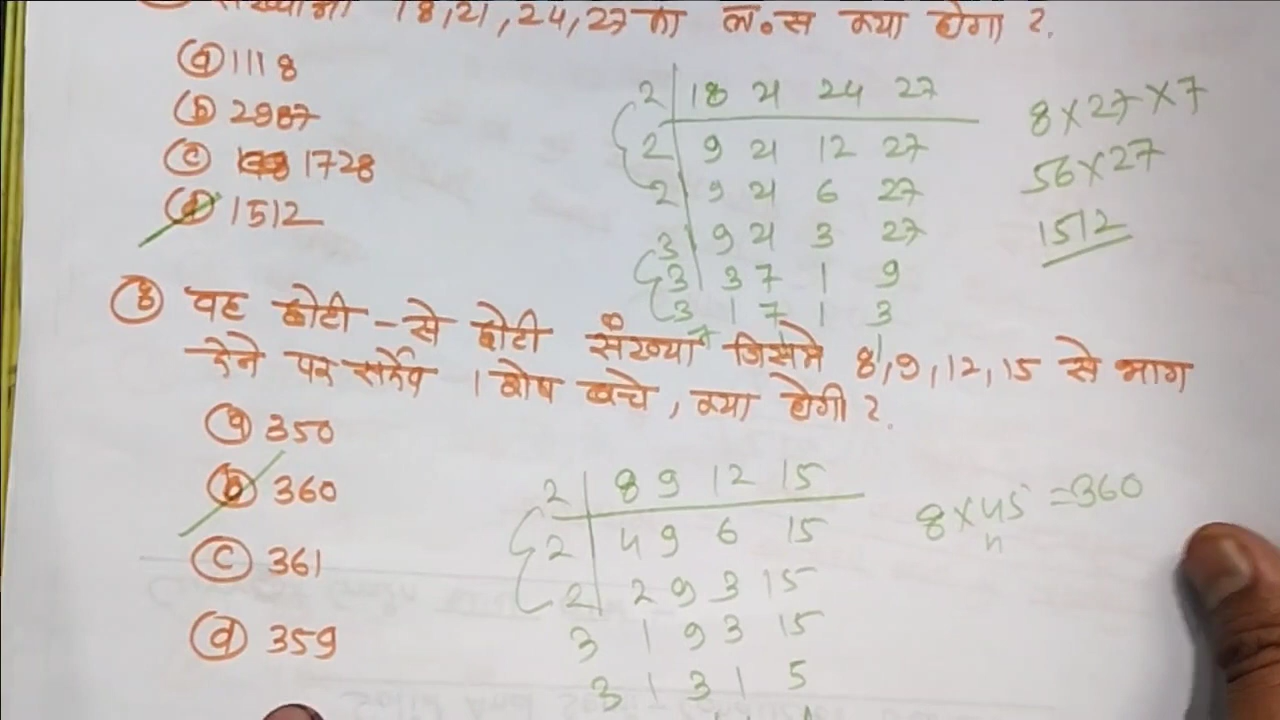 18,21,24,27 का ल०स क्या होगा ?.
(a) 1118
(b) 2987
(c) 1728
(d) 1512
2 18 21 24 27
2 9 21 12 27
2 9 21 6 27
3 9 21 3 27
3 3 7 1 9
3 1 7 1 3
8×27×7
56×27
1512
(8) वह छोटी - से छोटी संख्या जिसमे 8,9,12,15 से भाग
देने पर सदैव 1 शेष बचे , क्या होगी ?.
(a) 350
(b) 360
(c) 361
(d) 359
2 8 9 12 15
2 4 9 6 15
2 2 9 3 15
3 1 9 3 15
3 1 3 1 5
8×45 =360